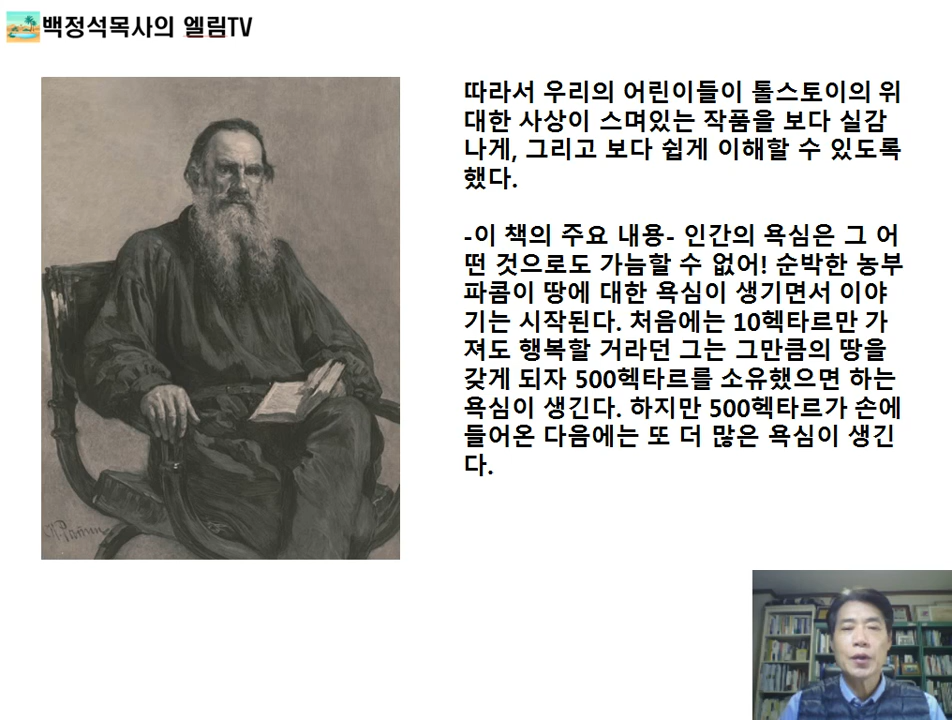 백정석목사의 엘림TV
따라서 우리의 어린이들이 톨스토이의 위
대한 사상이 스며있는 작품을 보다 실감
나게, 그리고 보다 쉽게 이해할 수 있도록
했다.
-이 책의 주요 내용- 인간의 욕심은 그 어
떤 것으로도 가늠할 수 없어! 순박한 농부
파콤이 땅에 대한 욕심이 생기면서 이야
기는 시작된다. 처음에는 10헥타르만 가
져도 행복할 거라던 그는 그만큼의 땅을
갖게 되자 500헥타르를 소유했으면 하는
욕심이 생긴다. 하지만 500헥타르가 손에
들어온 다음에는 또 더 많은 욕심이 생긴
다.